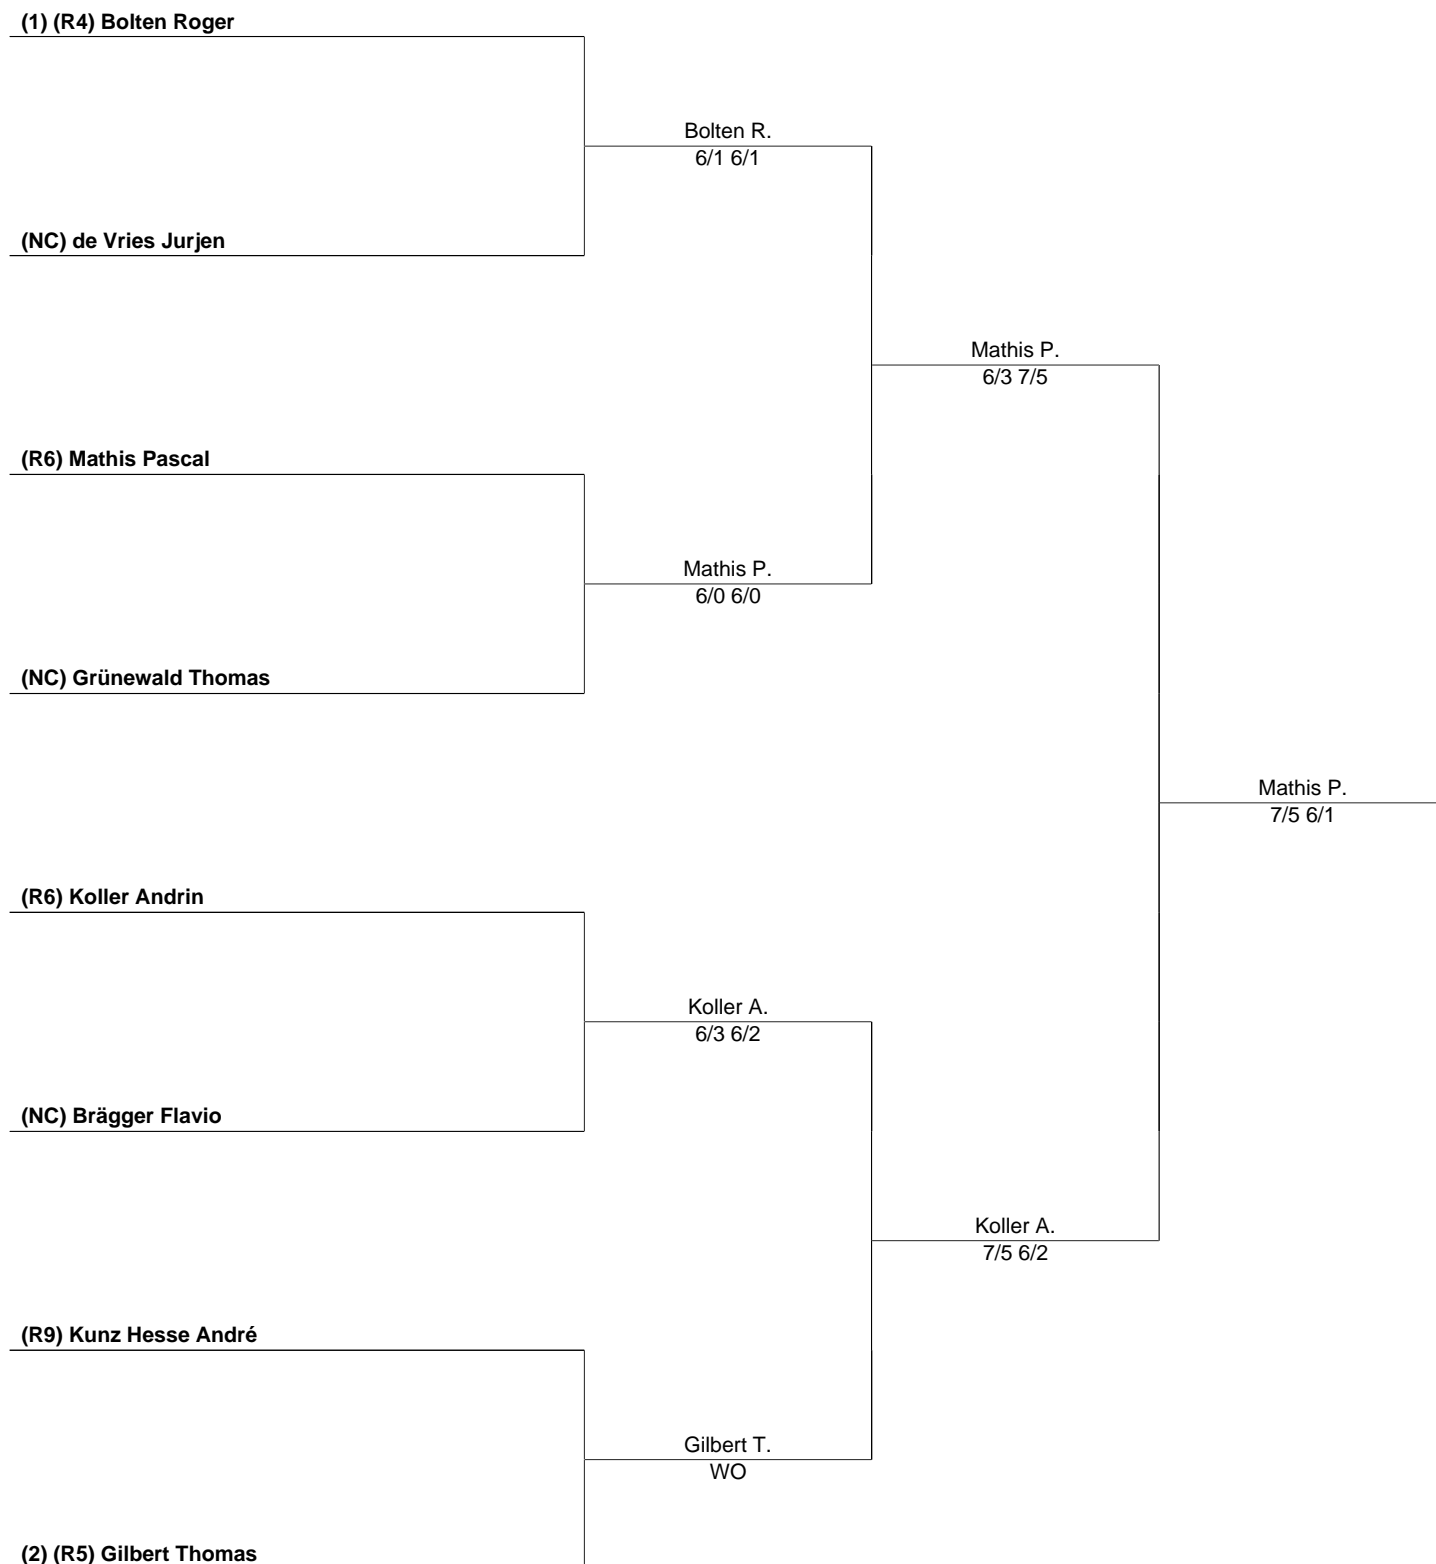 (1) (R4) Bolten Roger
Bolten R.
6/1 6/1
(NC) de Vries Jurjen
Mathis P.
6/3 7/5
(R6) Mathis Pascal
Mathis P.
6/0 6/0
(NC) Grünewald Thomas
Mathis P.
7/5 6/1
(R6) Koller Andrin
Koller A.
6/3 6/2
(NC) Brägger Flavio
Koller A.
7/5 6/2
(R9) Kunz Hesse André
Gilbert T.
WO
(2) (R5) Gilbert Thomas